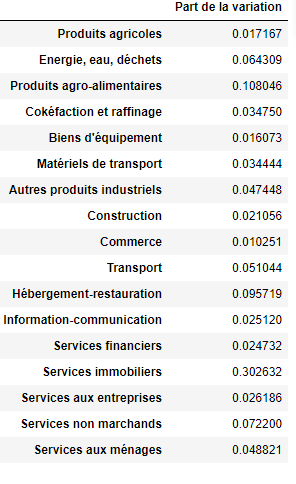 Part de la variation
Produits agricoles 0.017167
Energie, eau, déchets 0.064309
Produits agro-alimentaires 0.108046
Cokéfaction et raffinage 0.034750
Biens d'équipement 0.016073
Matériels de transport 0.034444
Autres produits industriels 0.047448
Construction 0.021056
Commerce 0.010251
Transport 0.051044
Hébergement-restauration 0.095719
Information-communication 0.025120
Services financiers 0.024732
Services immobiliers 0.302632
Services aux entreprises 0.026186
Services non marchands 0.072200
Services aux ménages 0.048821